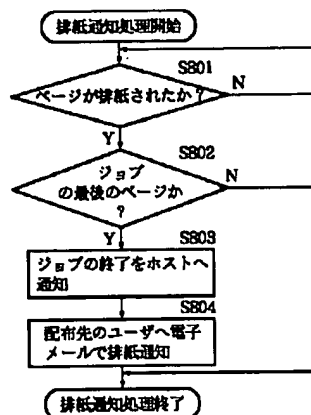 排紙通知処理開始
S801
ページが排紙されたか?
N
Y
S802
ジョブ
の最後のページか
?
N
Y
S803
ジョブの終了をホストへ
通知
S804
配布先のユーザへ電子
メールで排紙通知
排紙通知処理終了